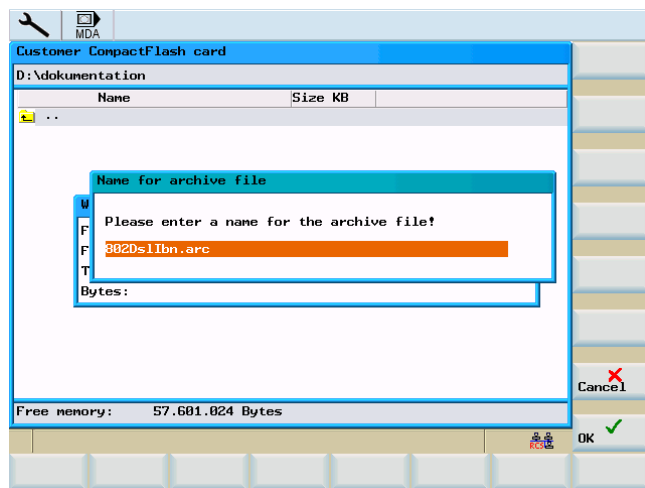 MDA
Customer CompactFlash card
D:\dokumentation
Name Size KB
..
Name for archive file
W
Please enter a name for the archive file!
F
F 802DslIbn.arc
T
Bytes:
Cancel
Free memory: 57.601.024 Bytes
RCS
OK